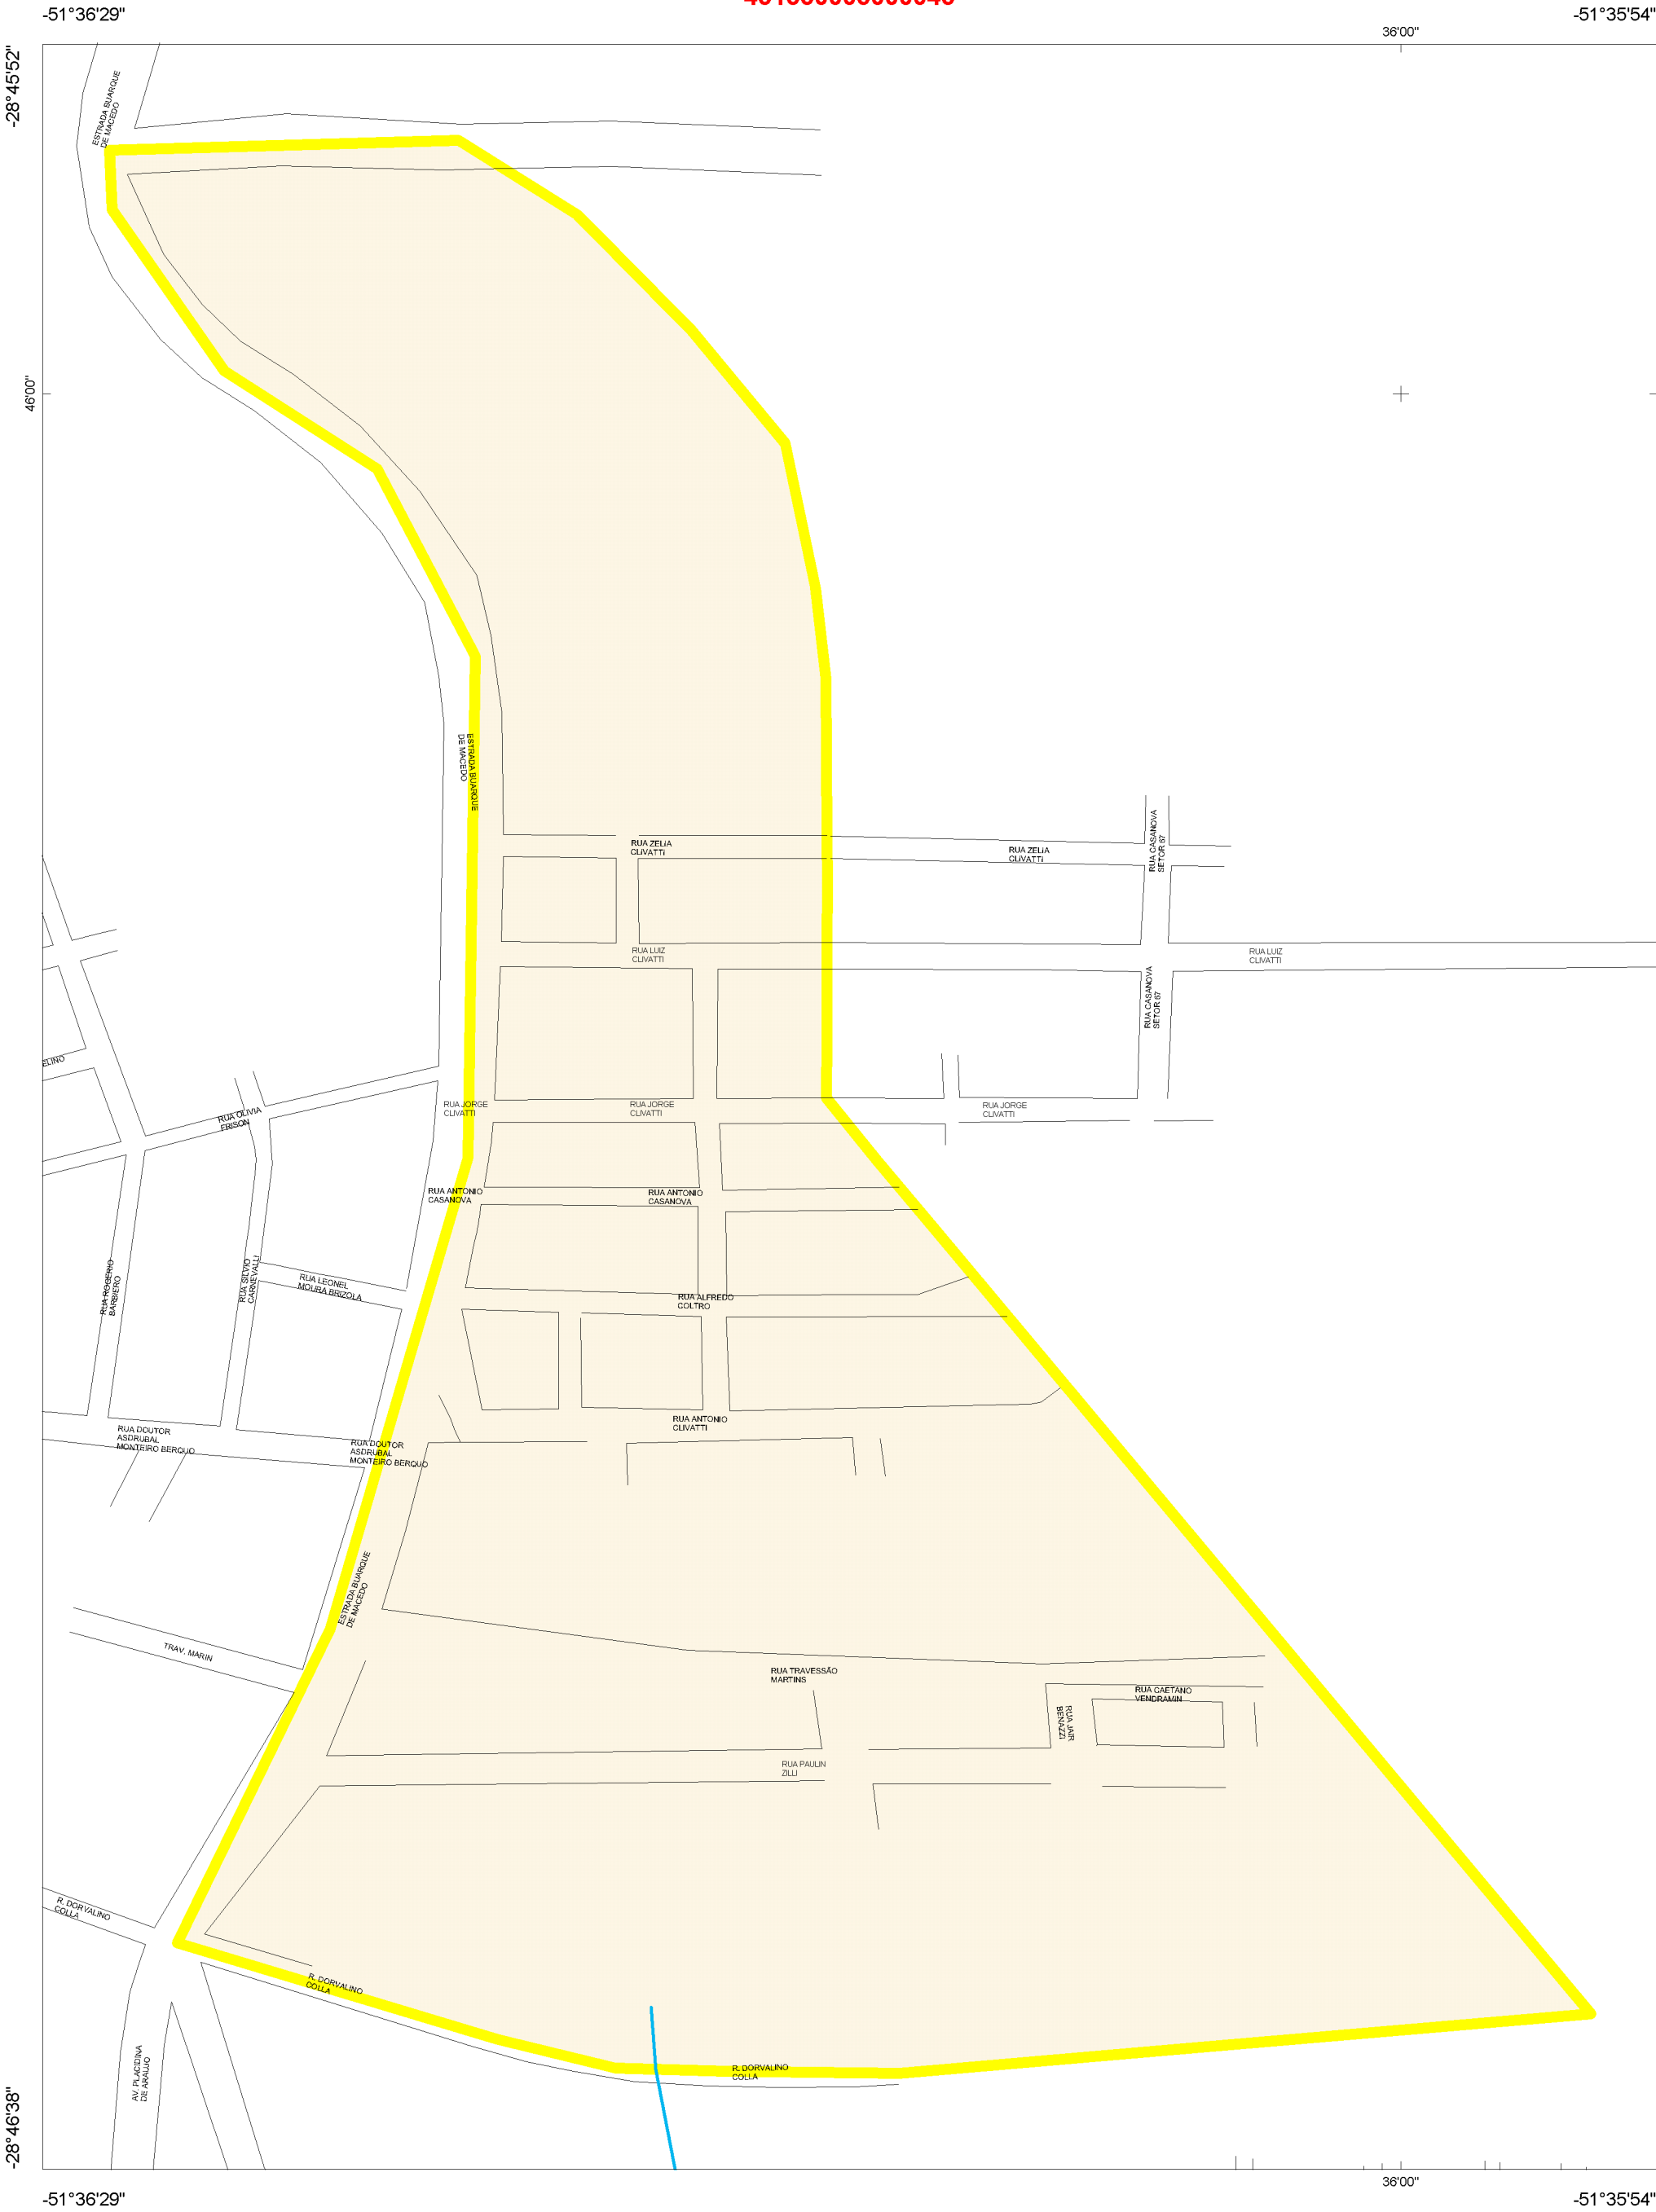 -51°36'29"
-51°35'54"
36'00"
-28°45'52"
ESTRADA BUARQUE
DE MACEDO
46'00"
ESTRADA BUARQUE
DE MACEDO
RUA ZELIA
CLIVATTI
RUA ZELIA
CLIVATTI
RUA CASANOVA
SETOR 67
RUA LUIZ
CLIVATTI
RUA LUIZ
CLIVATTI
RUA CASANOVA
SETOR 67
ELINO
RUA OLIVIA
FRISON
RUA JORGE
CLIVATTI
RUA JORGE
CLIVATTI
RUA JORGE
CLIVATTI
RUA ANTONIO
CASANOVA
RUA ANTONIO
CASANOVA
RUA ROGERIO
BARBIERO
RUA SILVIO
CARNEVALLI
RUA LEONEL
MOURA BRIZOLA
RUA ALFREDO
COLTRO
RUA ANTONIO
CLIVATTI
RUA DOUTOR
ASDRUBAL
MONTEIRO BERQUO
RUA DOUTOR
ASDRUBAL
MONTEIRO BERQUO
ESTRADA BUARQUE
DE MACEDO
TRAV. MARIN
RUA TRAVESSÃO
MARTINS
RUA CAETANO
VENDRAMIN
RUA JAIR
BENAZZI
RUA PAULIN
ZILLI
R. DORVALINO
COLLA
R. DORVALINO
COLLA
R. DORVALINO
COLLA
AV. PLACIDINA
DE ARAUJO
-28°46'38"
36'00"
-51°36'29"
-51°35'54"